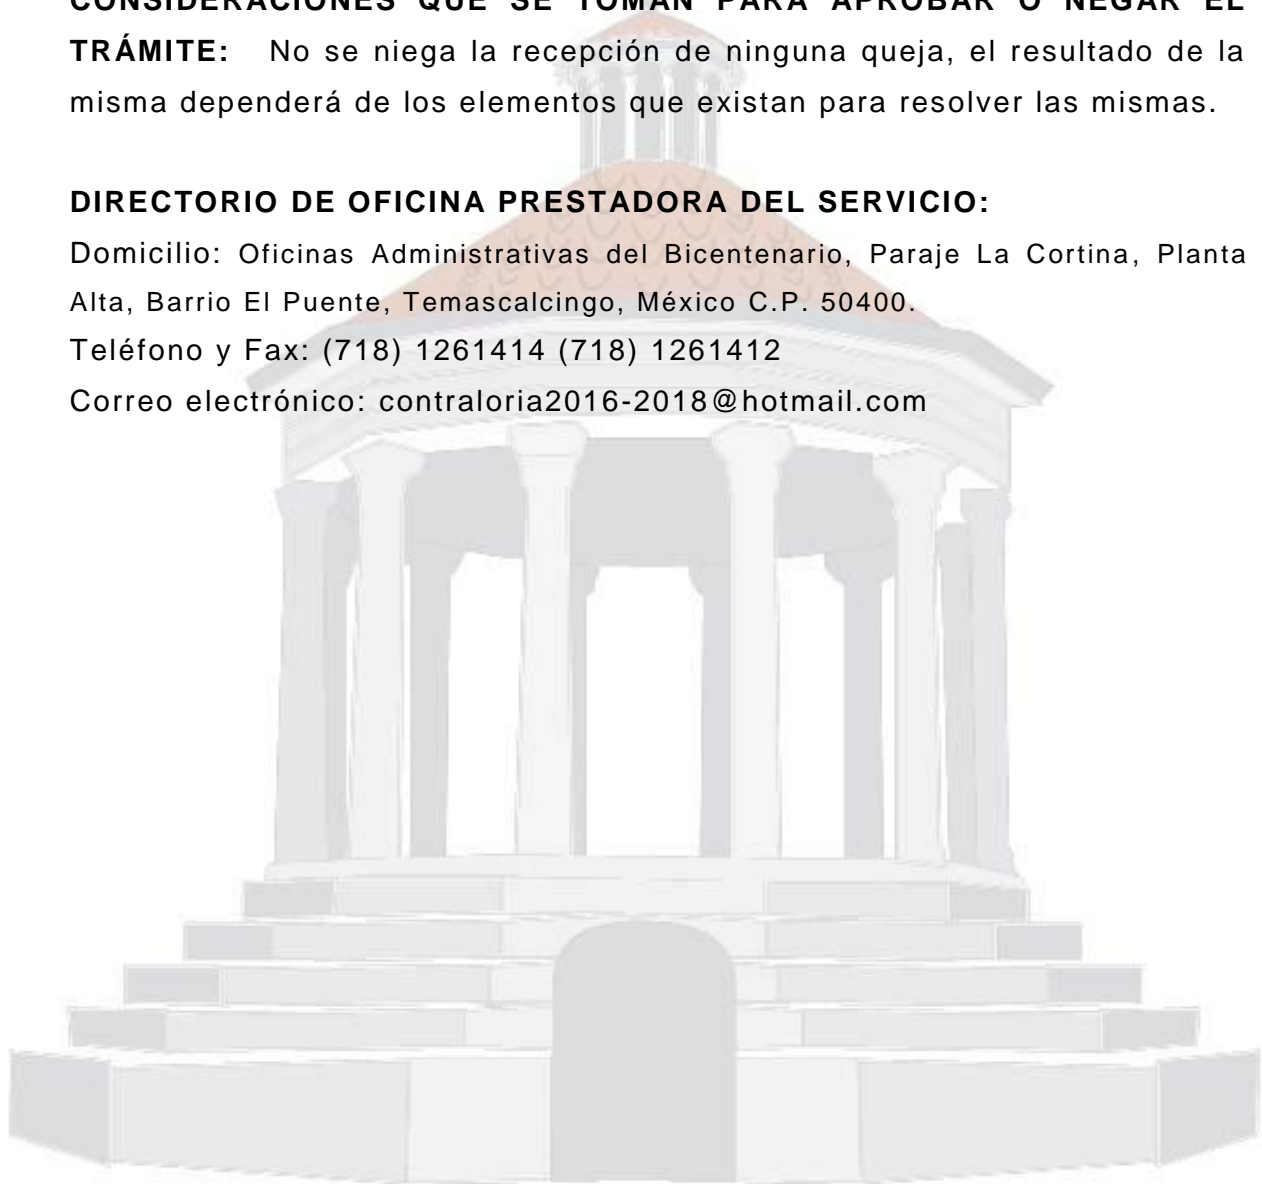 CONSIDERACIONES QUE SE TOMAN PARA APROBAR O NEGAR EL
TRÁMITE: No se niega la recepción de ninguna queja, el resultado de la
misma dependerá de los elementos que existan para resolver las mismas.
DIRECTORIO DE OFICINA PRESTADORA DEL SERVICIO:
Domicilio: Oficinas Administrativas del Bicentenario, Paraje La Cortina, Planta
Alta, Barrio El Puente, Temascalcingo, México C.P. 50400.
Teléfono y Fax: (718) 1261414 (718) 1261412
Correo electrónico: contraloria2016-2018@hotmail.com